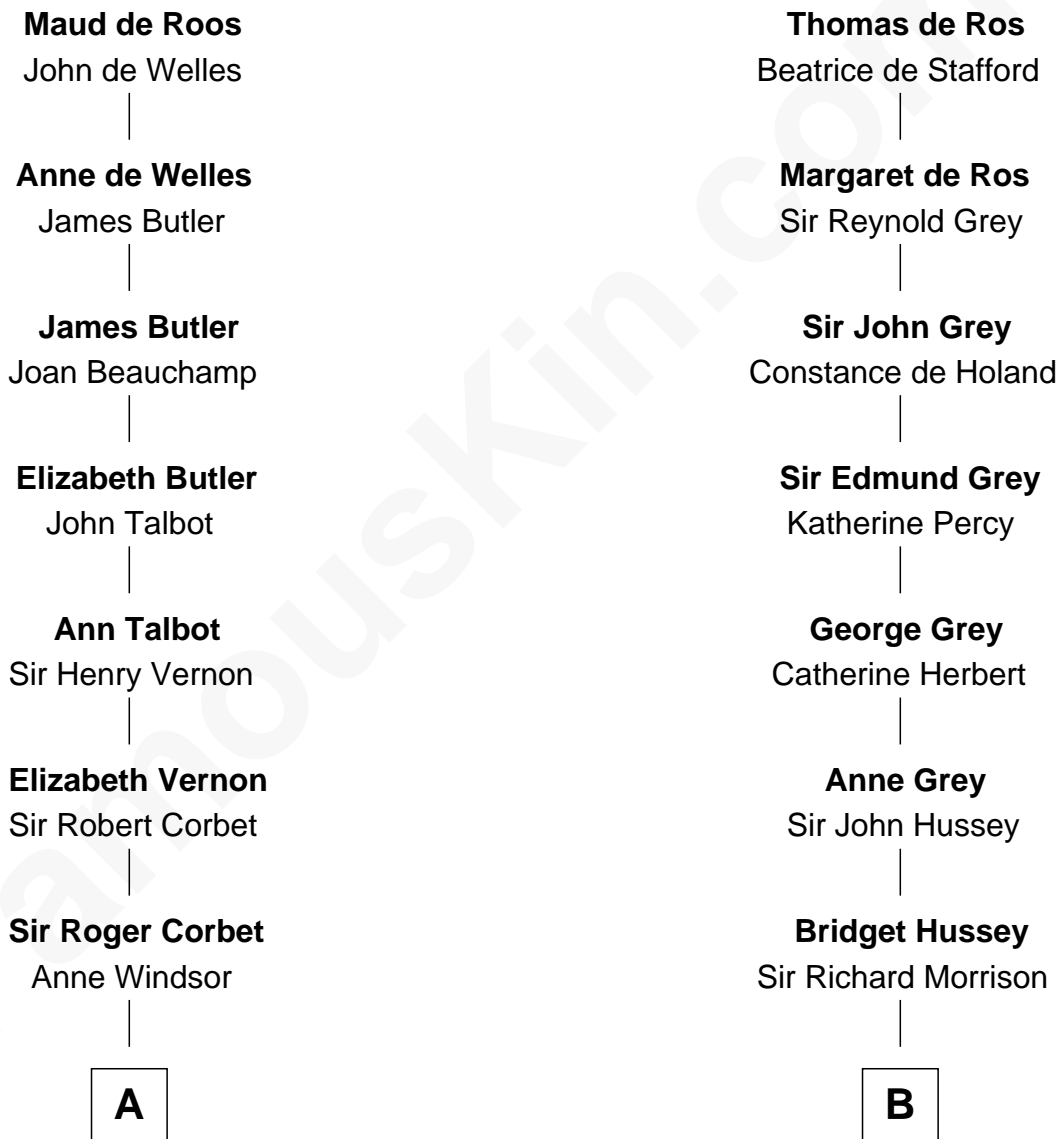 Maud de Roos
John de Welles
Anne de Welles
James Butler
James Butler
Joan Beauchamp
Elizabeth Butler
John Talbot
Ann Talbot
Sir Henry Vernon
Elizabeth Vernon
Sir Robert Corbet
Sir Roger Corbet
Anne Windsor
A
Thomas de Ros
Beatrice de Stafford
Margaret de Ros
Sir Reynold Grey
Sir John Grey
Constance de Holand
Sir Edmund Grey
Katherine Percy
George Grey
Catherine Herbert
Anne Grey
Sir John Hussey
Bridget Hussey
Sir Richard Morrison
B
amouskin.com